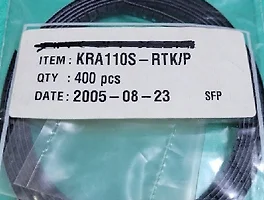 ITEM : KRA110S-RTK/P
QTY : 400 pcs
DATE : 2005-08-23 SFP